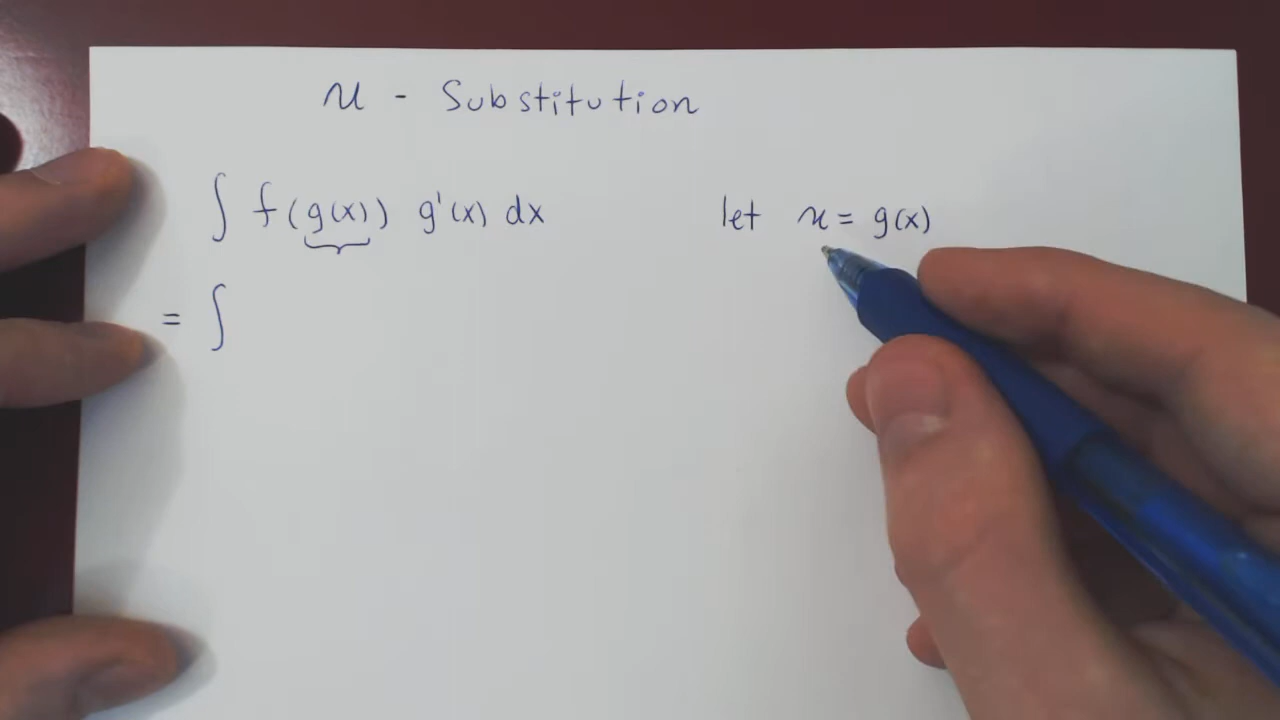 u - Substitution
∫ f(g(x)) g'(x) dx let u = g(x)
= ∫